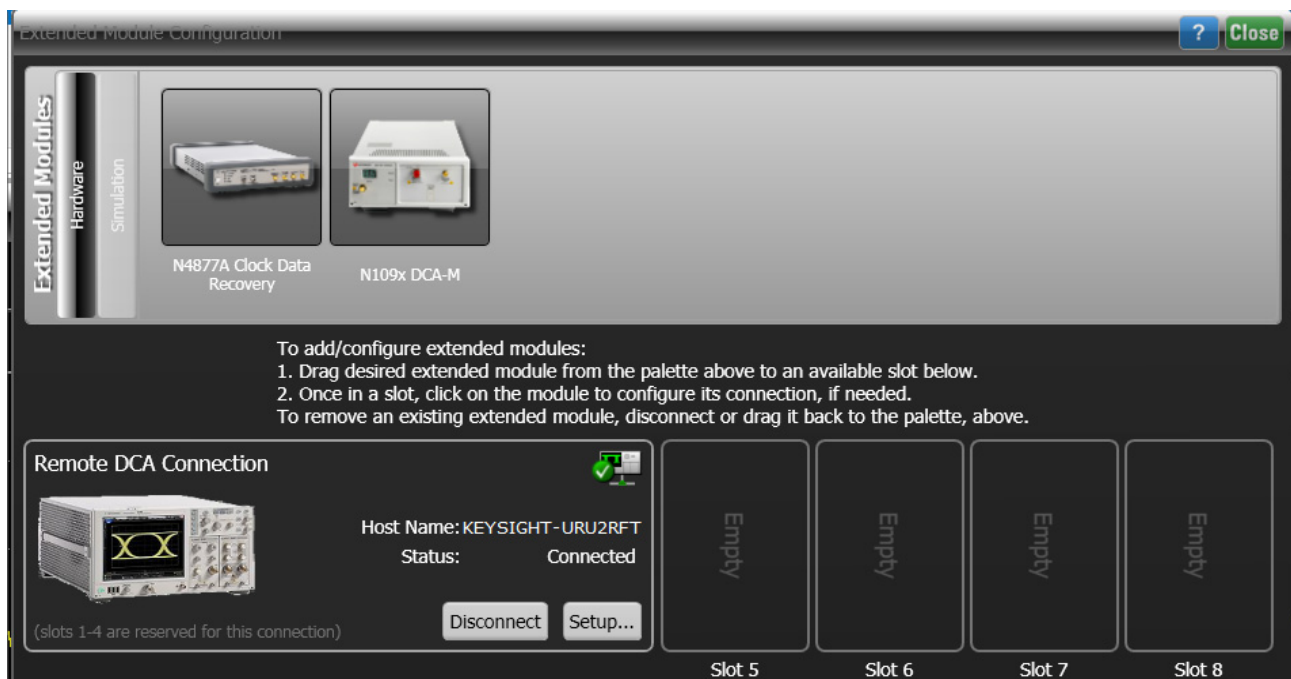 Extended Module Configuration
?
Close
Extended Modules
Hardware
Simulation
N4877A Clock Data
Recovery
N109x DCA-M
To add/configure extended modules:
1. Drag desired extended module from the palette above to an available slot below.
2. Once in a slot, click on the module to configure its connection, if needed.
To remove an existing extended module, disconnect or drag it back to the palette, above.
Remote DCA Connection
Host Name: KEYSIGHT-URU2RFT
Status: Connected
Disconnect
Setup...
(slots 1-4 are reserved for this connection)
Empty
Empty
Empty
Empty
Slot 5
Slot 6
Slot 7
Slot 8